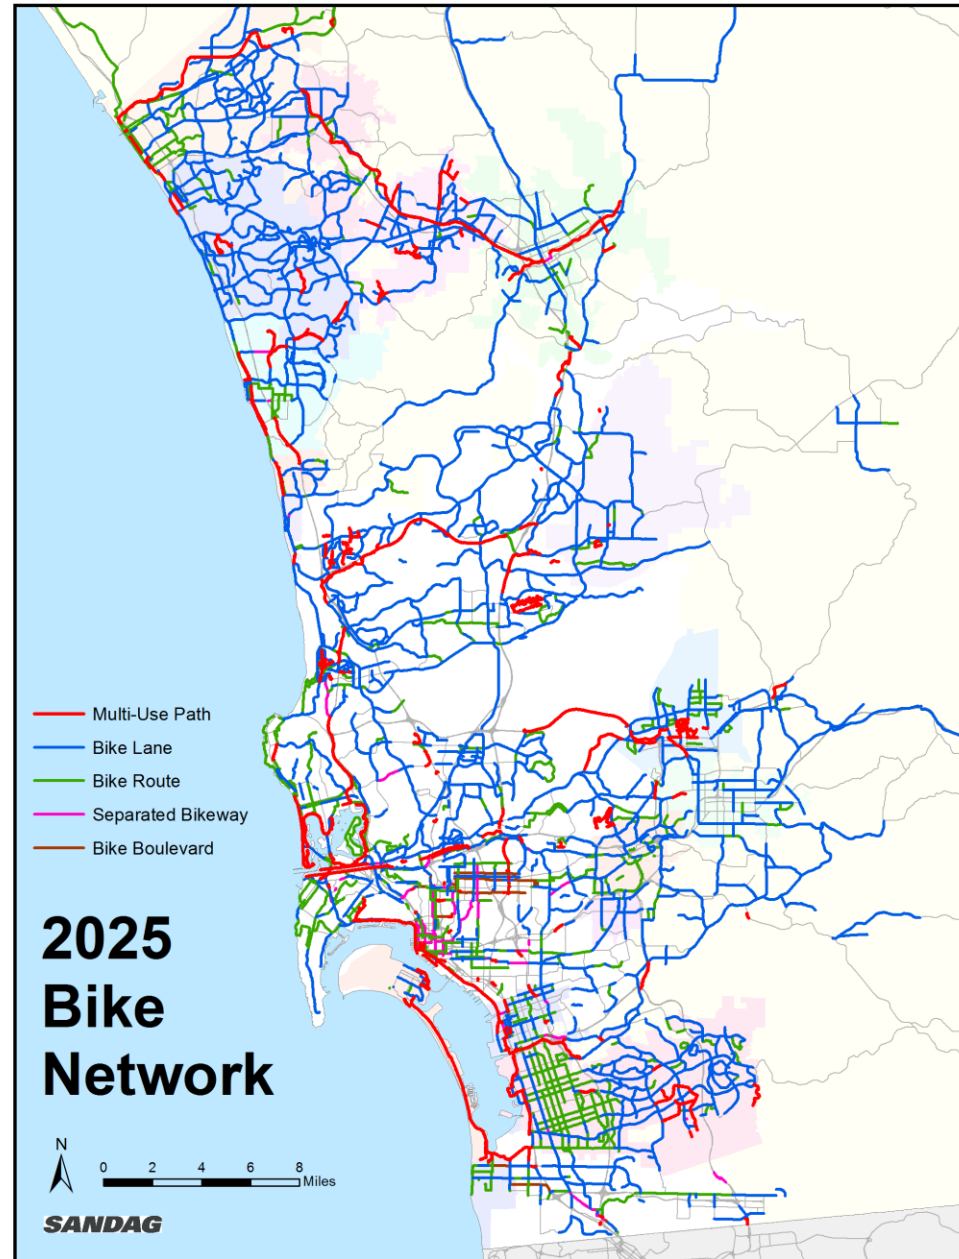 Multi-Use Path
Bike Lane
Bike Route
Separated Bikeway
Bike Boulevard
2025
Bike
Network
N
0 2 4 6 8
Miles
SANDAG